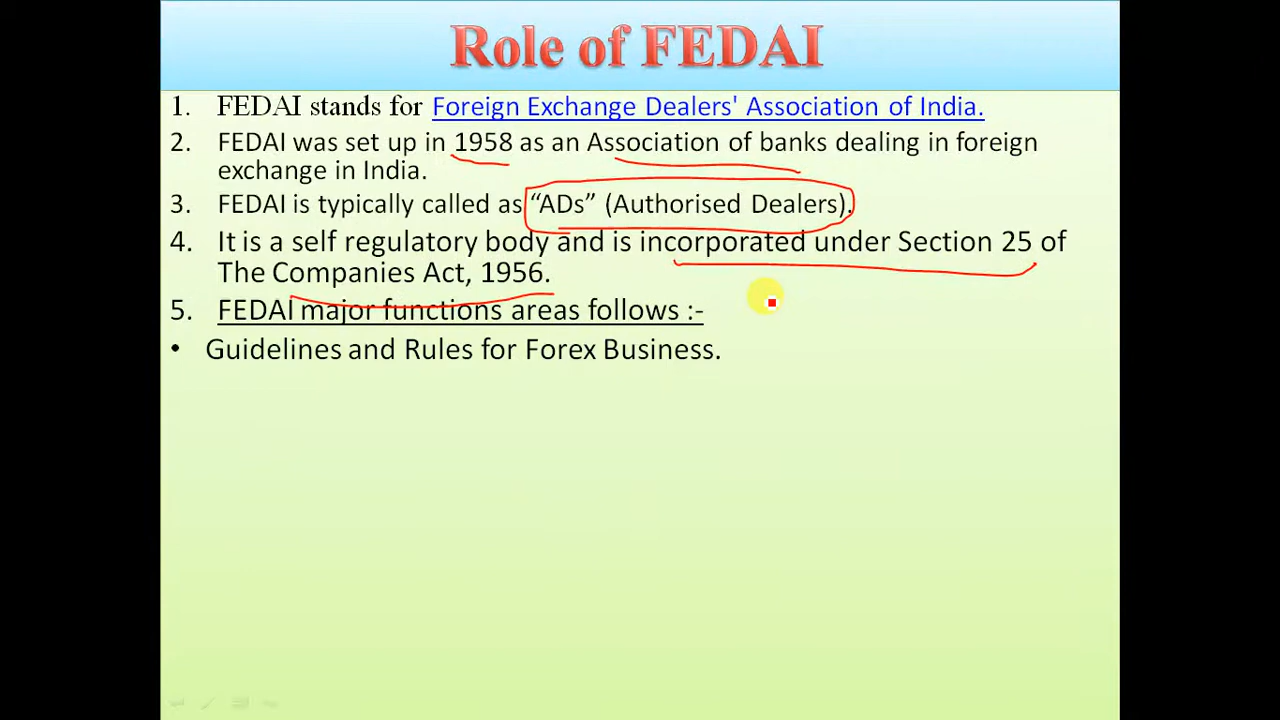 Role of FEDAI
1. FEDAI stands for Foreign Exchange Dealers' Association of India.
2. FEDAI was set up in 1958 as an Association of banks dealing in foreign
exchange in India.
3. FEDAI is typically called as “ADs” (Authorised Dealers).
4. It is a self regulatory body and is incorporated under Section 25 of
The Companies Act, 1956.
5. FEDAI major functions areas follows :-
• Guidelines and Rules for Forex Business.